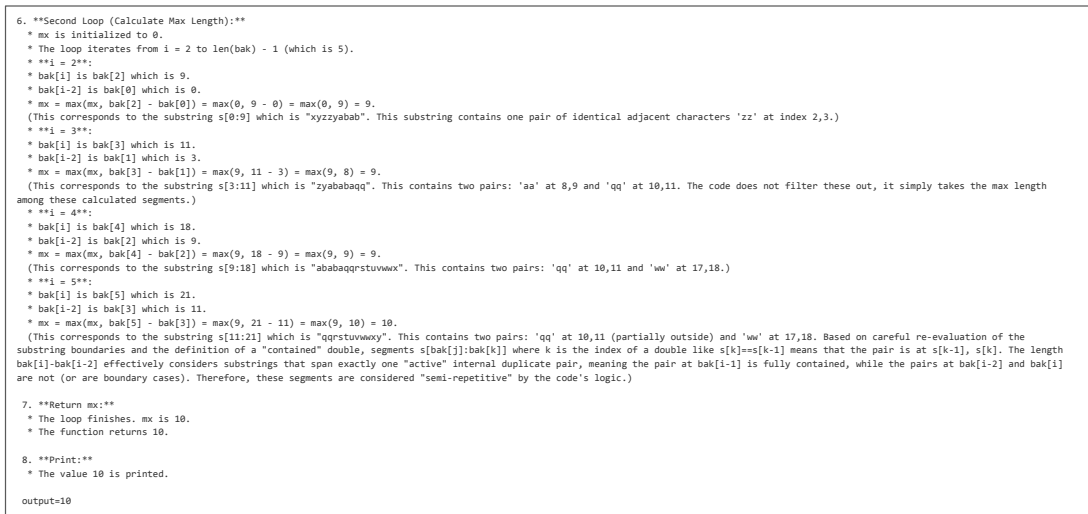 6. **Second Loop (Calculate Max Length):**
* mx is initialized to 0.
* The loop iterates from i = 2 to len(bak) - 1 (which is 5).
* **i = 2**:
* bak[i] is bak[2] which is 9.
* bak[i-2] is bak[0] which is 0.
* mx = max(mx, bak[2] - bak[0]) = max(0, 9 - 0) = max(0, 9) = 9.
(This corresponds to the substring s[0:9] which is "xyzzyabab". This substring contains one pair of identical adjacent characters 'zz' at index 2,3.)
* **i = 3**:
* bak[i] is bak[3] which is 11.
* bak[i-2] is bak[1] which is 3.
* mx = max(mx, bak[3] - bak[1]) = max(9, 11 - 3) = max(9, 8) = 9.
(This corresponds to the substring s[3:11] which is "zyababaqq". This contains two pairs: 'aa' at 8,9 and 'qq' at 10,11. The code does not filter these out, it simply takes the max length
among these calculated segments.)
* **i = 4**:
* bak[i] is bak[4] which is 18.
* bak[i-2] is bak[2] which is 9.
* mx = max(mx, bak[4] - bak[2]) = max(9, 18 - 9) = max(9, 9) = 9.
(This corresponds to the substring s[9:18] which is "ababaqqrstuvwwx". This contains two pairs: 'qq' at 10,11 and 'ww' at 17,18.)
* **i = 5**:
* bak[i] is bak[5] which is 21.
* bak[i-2] is bak[3] which is 11.
* mx = max(mx, bak[5] - bak[3]) = max(9, 21 - 11) = max(9, 10) = 10.
(This corresponds to the substring s[11:21] which is "qqrstuvwwxy". This contains two pairs: 'qq' at 10,11 (partially outside) and 'ww' at 17,18. Based on careful re-evaluation of the
substring boundaries and the definition of a "contained" double, segments s[bak[j]:bak[k]] where k is the index of a double like s[k]==s[k-1] means that the pair is at s[k-1], s[k]. The length
bak[i]-bak[i-2] effectively considers substrings that span exactly one "active" internal duplicate pair, meaning the pair at bak[i-1] is fully contained, while the pairs at bak[i-2] and bak[i]
are not (or are boundary cases). Therefore, these segments are considered "semi-repetitive" by the code's logic.)
7. **Return mx:**
* The loop finishes. mx is 10.
* The function returns 10.
8. **Print:**
* The value 10 is printed.
output=10